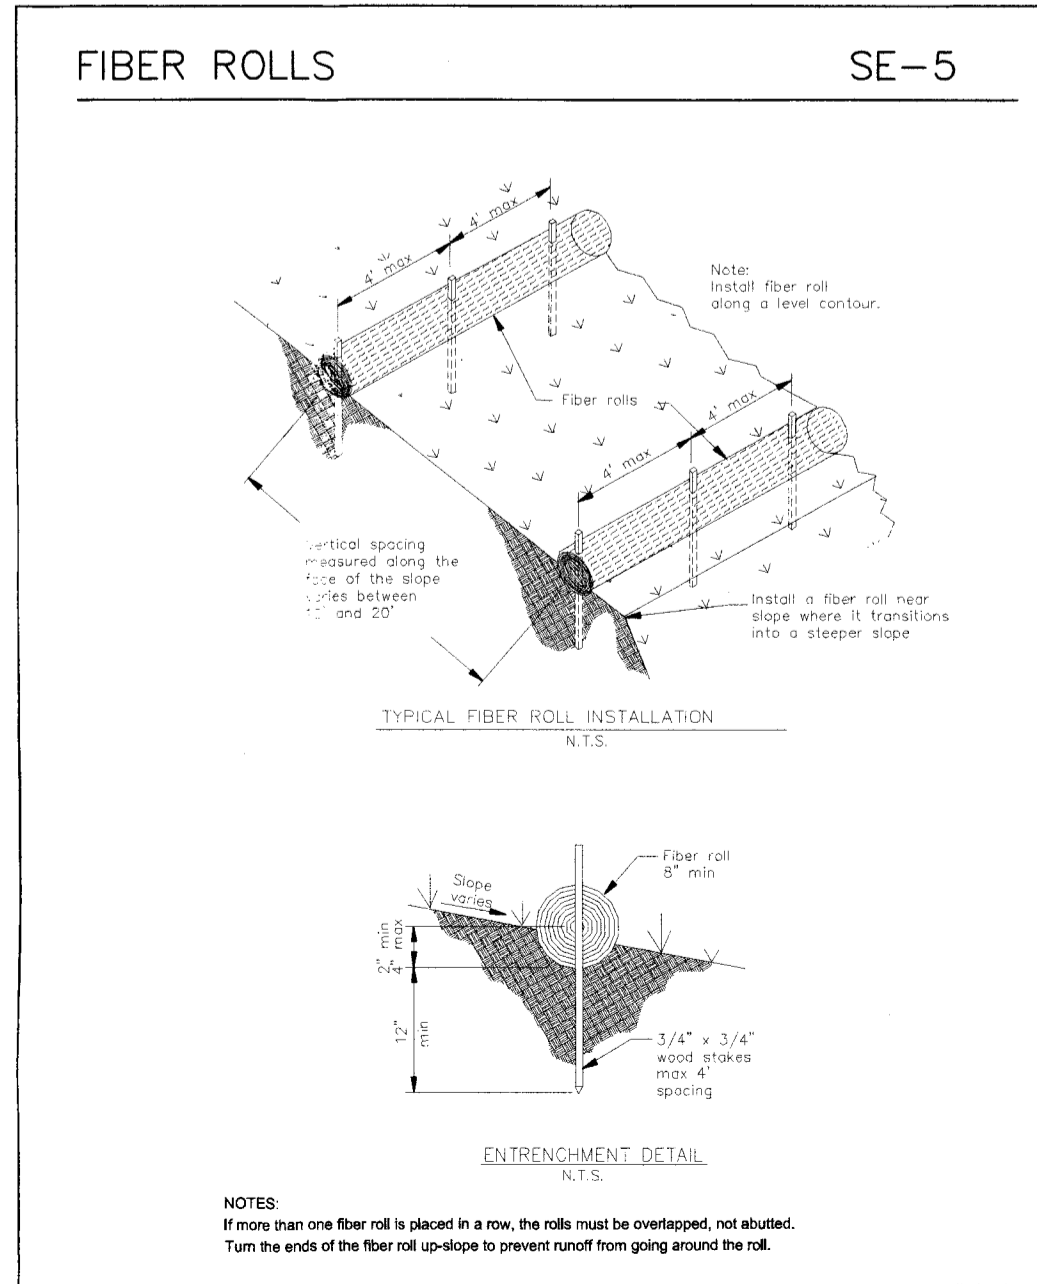 FIBER ROLLS
SE-5
4' max
4' max
Note:
Install fiber roll
along a level contour.
Fiber rolls
4' max
4' max
spacing
measured along the
of the slope
between
and 20'
Install a fiber roll near
slope where it transitions
into a steeper slope
TYPICAL FIBER ROLL INSTALLATION
N.T.S.
Fiber roll
8" min
Slope
varies
2" min
4" max
12"
min
3/4" x 3/4"
wood stakes
max 4'
spacing
ENTRENCHMENT DETAIL
N.T.S.
NOTES:
If more than one fiber roll is placed in a row, the rolls must be overlapped, not abutted.
Turn the ends of the fiber roll up-slope to prevent runoff from going around the roll.